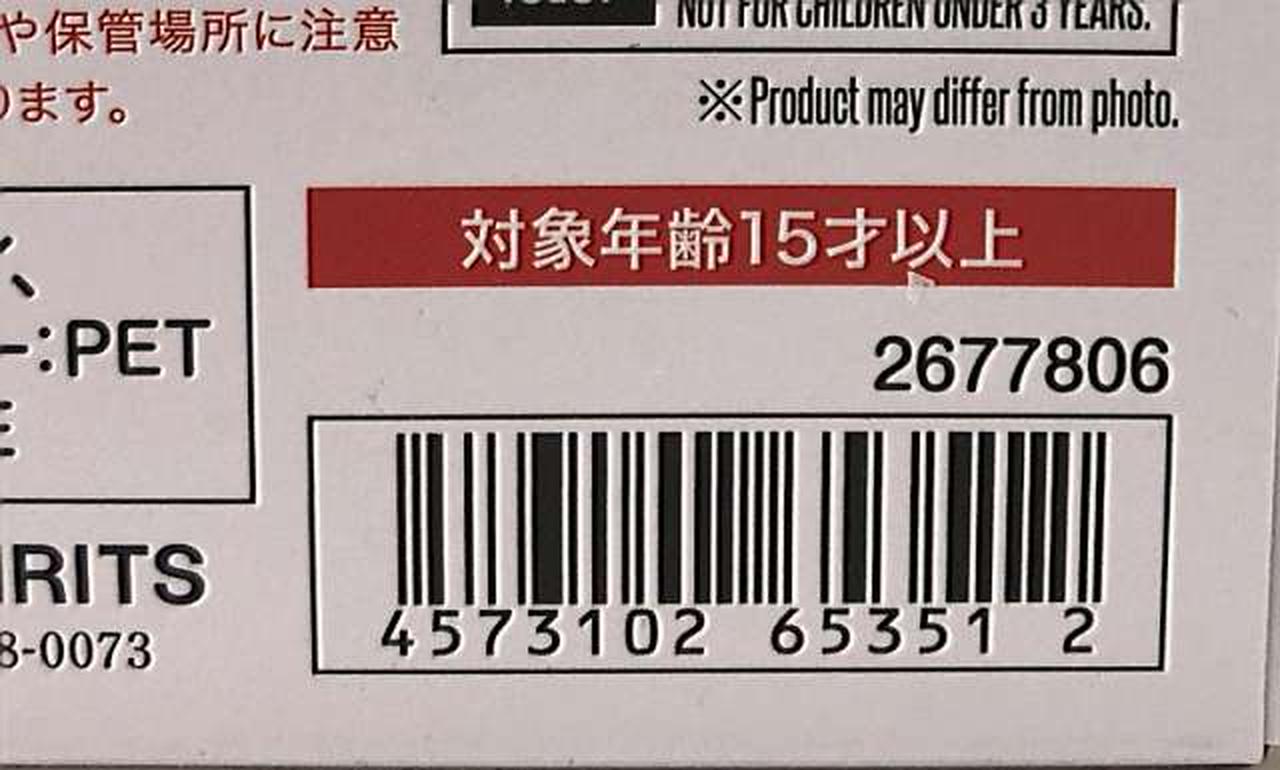 や保管場所に注意
ります。
NOT FOR CHILDREN UNDER 3 YEARS.
※Product may differ from photo.
対象年齢15才以上
:PET
2677806
E
IRITS
8-0073
4573102 65351 2